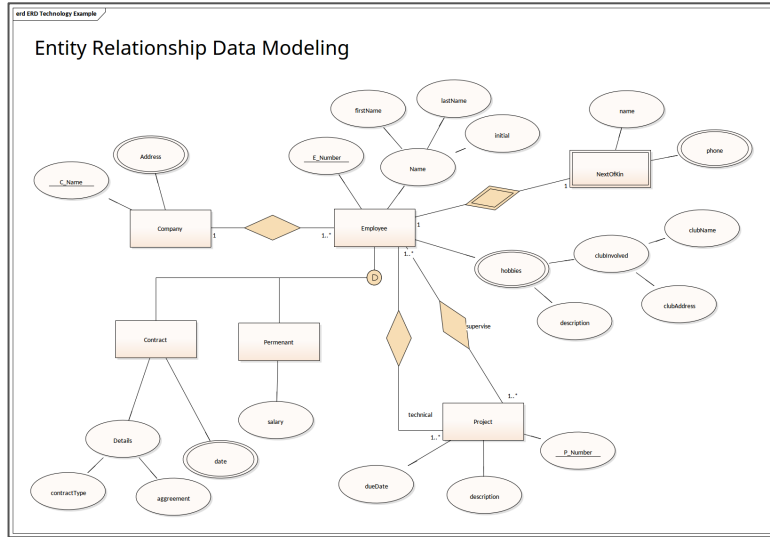 erd ERD Technology Example
Entity Relationship Data Modeling
lastName
firstName
name
initial
phone
Address
E_Number
Name
C_Name
NextOfKin
1
Company
Employee
1
1..*
1
1..*
clubName
clubInvolved
hobbies
D
clubAddress
description
supervise
Contract
Permenant
1..*
technical
salary
Project
1..*
Details
P_Number
date
dueDate
contractType
aggreement
description